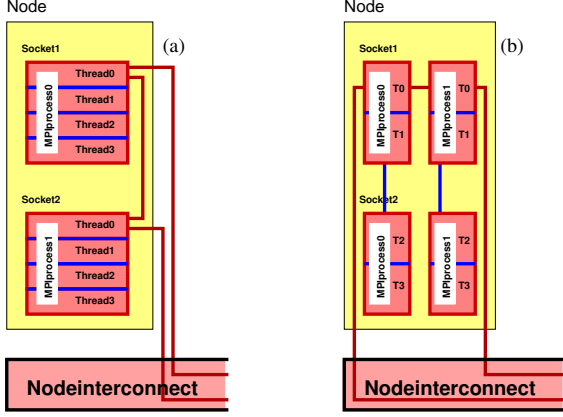 Node
(a)
Socket1
MPIprocess0
Thread0
Thread1
Thread2
Thread3
Socket2
MPIprocess1
Thread0
Thread1
Thread2
Thread3
Nodeinterconnect
Node
(b)
Socket1
MPIprocess0
T0
T1
MPIprocess1
T0
T1
Socket2
MPIprocess0
T2
T3
MPIprocess1
T2
T3
Nodeinterconnect